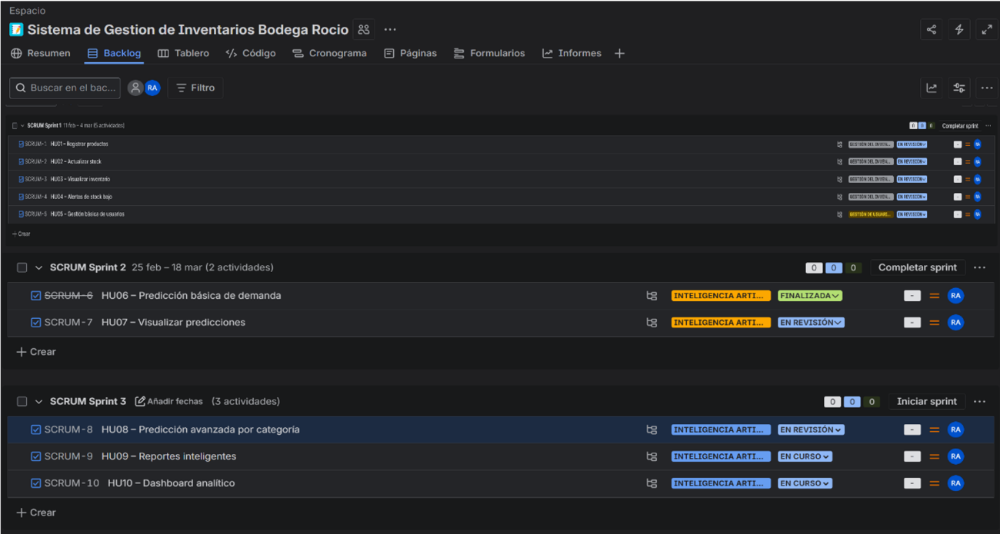 Espacio
Sistema de Gestion de Inventarios Bodega Rocio
Resumen Backlog Tablero Código Cronograma Páginas Formularios Informes
Buscar en el bac... RA Filtro
SCRUM Sprint 1 11 feb – 4 mar (5 actividades) 0 0 0 Completar sprint
SCRUM-1 HU01 – Registrar productos GESTIÓN DEL INVEN... EN REVISIÓN - RA
SCRUM-2 HU02 – Actualizar stock GESTIÓN DEL INVEN... EN REVISIÓN - RA
SCRUM-3 HU03 – Visualizar inventario GESTIÓN DEL INVEN... EN REVISIÓN - RA
SCRUM-4 HU04 – Alertas de stock bajo GESTIÓN DEL INVEN... EN REVISIÓN - RA
SCRUM-5 HU05 – Gestión básica de usuarios GESTIÓN DE USUARI... EN REVISIÓN - RA
+ Crear
SCRUM Sprint 2 25 feb – 18 mar (2 actividades) 0 0 0 Completar sprint
SCRUM-6 HU06 – Predicción básica de demanda INTELIGENCIA ARTI... FINALIZADA - RA
SCRUM-7 HU07 – Visualizar predicciones INTELIGENCIA ARTI... EN REVISIÓN - RA
+ Crear
SCRUM Sprint 3 Añadir fechas (3 actividades) 0 0 0 Iniciar sprint
SCRUM-8 HU08 – Predicción avanzada por categoría INTELIGENCIA ARTI... EN REVISIÓN - RA
SCRUM-9 HU09 – Reportes inteligentes INTELIGENCIA ARTI... EN CURSO - RA
SCRUM-10 HU10 – Dashboard analítico INTELIGENCIA ARTI... EN CURSO - RA
+ Crear